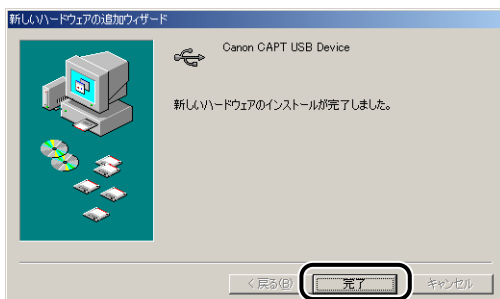 新しいハードウェアの追加ウィザード
Canon CAPT USB Device
新しいハードウェアのインストールが完了しました。
< 戻る(B)
完了
キャンセル